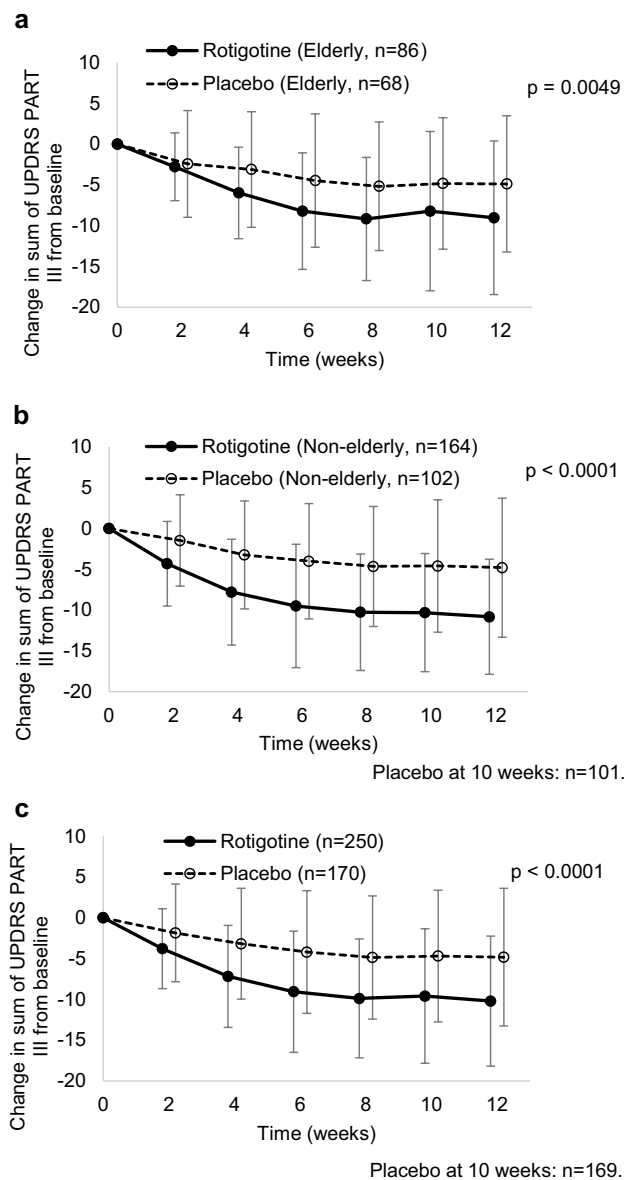 a
Rotigotine (Elderly, n=86)
Placebo (Elderly, n=68)
p = 0.0049
Change in sum of UPDRS PART
III from baseline
10
5
0
-5
-10
-15
-20
0 2 4 6 8 10 12
Time (weeks)
b
Rotigotine (Non-elderly, n=164)
Placebo (Non-elderly, n=102)
p < 0.0001
Change in sum of UPDRS PART
III from baseline
10
5
0
-5
-10
-15
-20
0 2 4 6 8 10 12
Time (weeks)
Placebo at 10 weeks: n=101.
c
Rotigotine (n=250)
Placebo (n=170)
p < 0.0001
Change in sum of UPDRS PART
III from baseline
10
5
0
-5
-10
-15
-20
0 2 4 6 8 10 12
Time (weeks)
Placebo at 10 weeks: n=169.